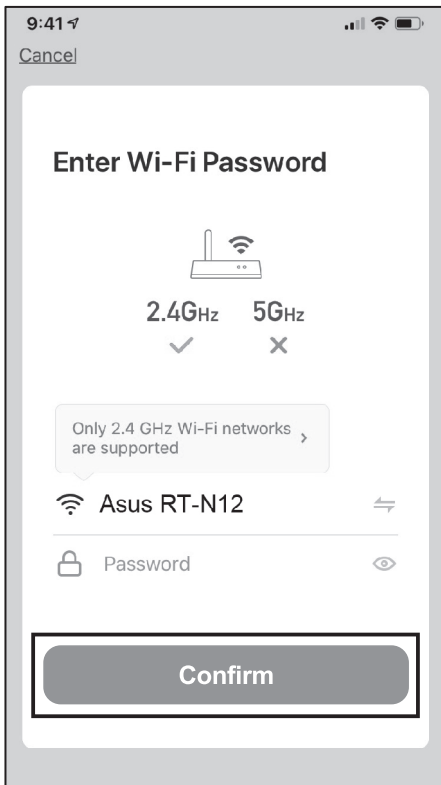 9:41
Cancel
Enter Wi-Fi Password
2.4GHz 5GHz
Only 2.4 GHz Wi-Fi networks
are supported
Asus RT-N12
Password
Confirm